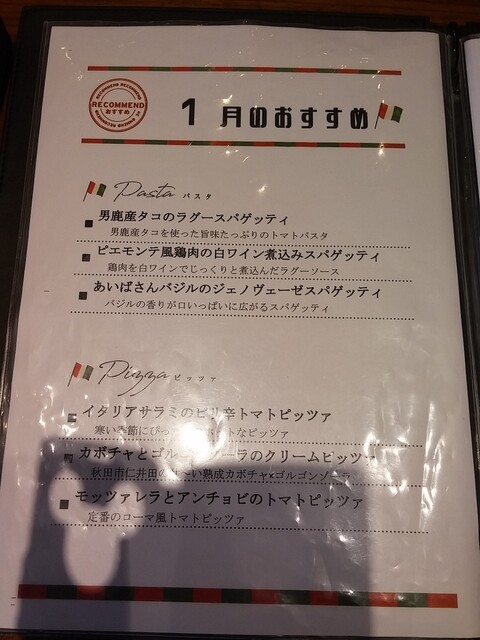 RECOMMEND
おすすめ
1月のおすすめ
Pasta パスタ
■ 男鹿産タコのラグースパゲッティ
男鹿産タコを使った旨味たっぷりのトマトパスタ
■ ピエモンテ風鶏肉の白ワイン煮込みスパゲッティ
鶏肉を白ワインでじっくりと煮込んだラグーソース
■ あいばさんバジルのジェノヴェーゼスパゲッティ
バジルの香りが口いっぱいに広がるスパゲッティ
Pizza ピッツァ
■ イタリアサラミのピリ辛トマトピッツァ
寒い季節にぴっ なピッツァ
■ カボチャとゴルゴンゾーラのクリームピッツァ
秋田市仁井田の 熟成カボチャ×ゴルゴンゾーラ
■ モッツァレラとアンチョビのトマトピッツァ
定番のローマ風トマトピッツァ